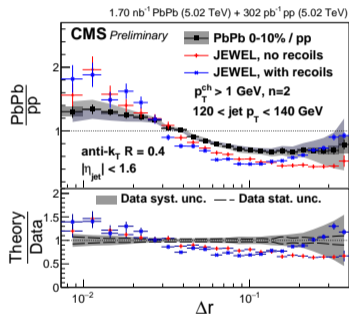 1.70 nb⁻¹ PbPb (5.02 TeV) + 302 pb⁻¹ pp (5.02 TeV)
CMS Preliminary
PbPb 0-10% / pp
JEWEL, no recoils
JEWEL, with recoils
p_T^ch > 1 GeV, n=2
120 < jet p_T < 140 GeV
anti-k_T R = 0.4
|η_jet| < 1.6
PbPb
pp
1
Data syst. unc.
Data stat. unc.
Theory
Data
2
1.5
1
0.5
0
10⁻²
10⁻¹
Δr